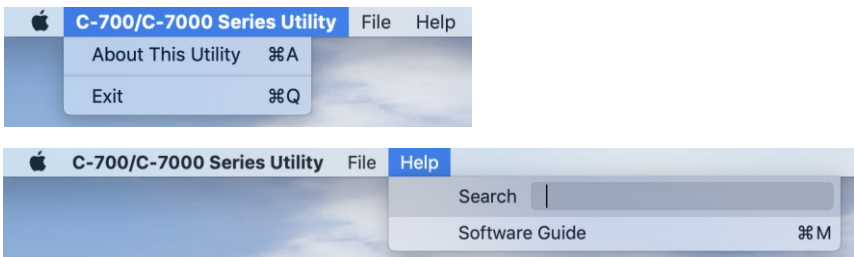 C-700/C-7000 Series Utility File Help
About This Utility ⌘A
Exit ⌘Q
C-700/C-7000 Series Utility File Help
Search
Software Guide ⌘M